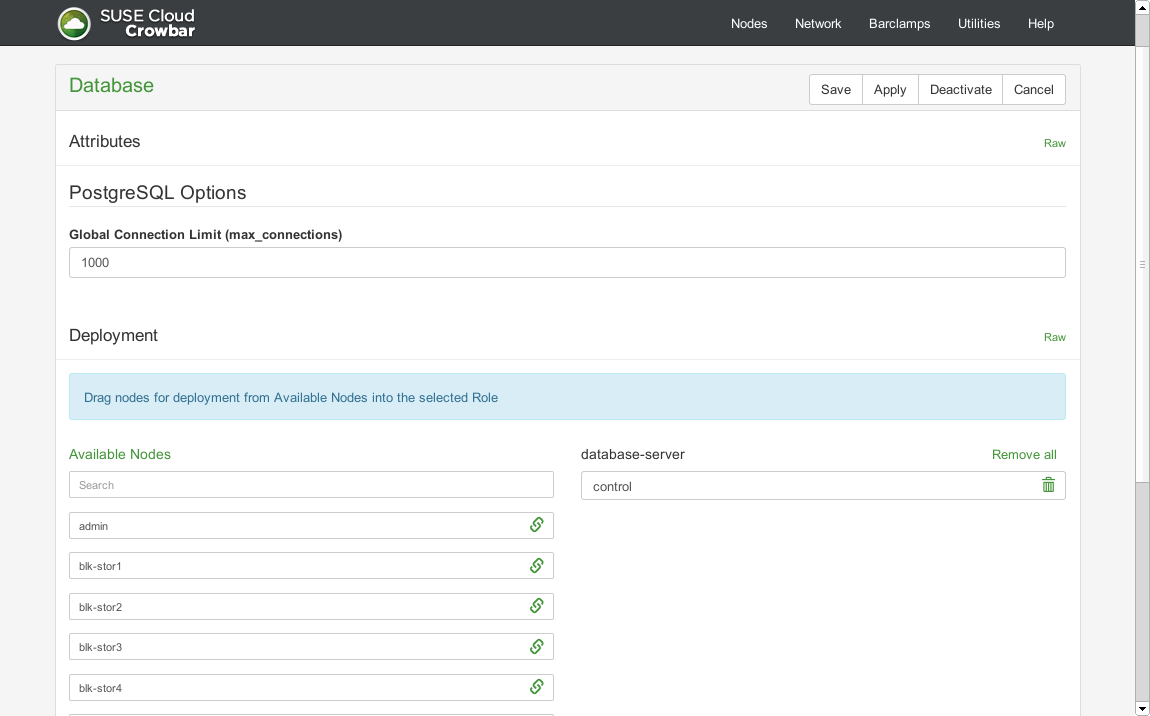 SUSE Cloud
Crowbar
Nodes Network Barclamps Utilities Help
Database
Save Apply Deactivate Cancel
Attributes Raw
PostgreSQL Options
Global Connection Limit (max_connections)
1000
Deployment Raw
Drag nodes for deployment from Available Nodes into the selected Role
Available Nodes
Search
admin
blk-stor1
blk-stor2
blk-stor3
blk-stor4
database-server Remove all
control